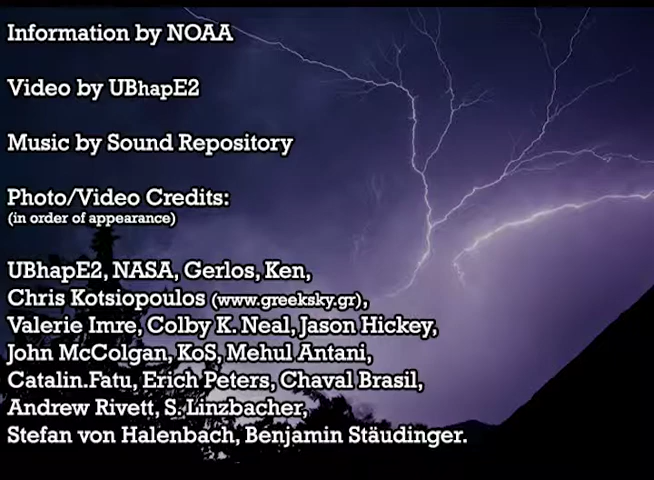 Information by NOAA
Video by UBhapE2
Music by Sound Repository
Photo/Video Credits:
(in order of appearance)
UBhapE2, NASA, Gerlos, Ken,
Chris Kotsiopoulos (www.greeksky.gr),
Valerie Imre, Colby K. Neal, Jason Hickey,
John McColgan, KoS, Mehul Antani,
Catalin.Fatu, Erich Peters, Chaval Brasil,
Andrew Rivett, S. Linzbacher,
Stefan von Halenbach, Benjamin Stäudinger.